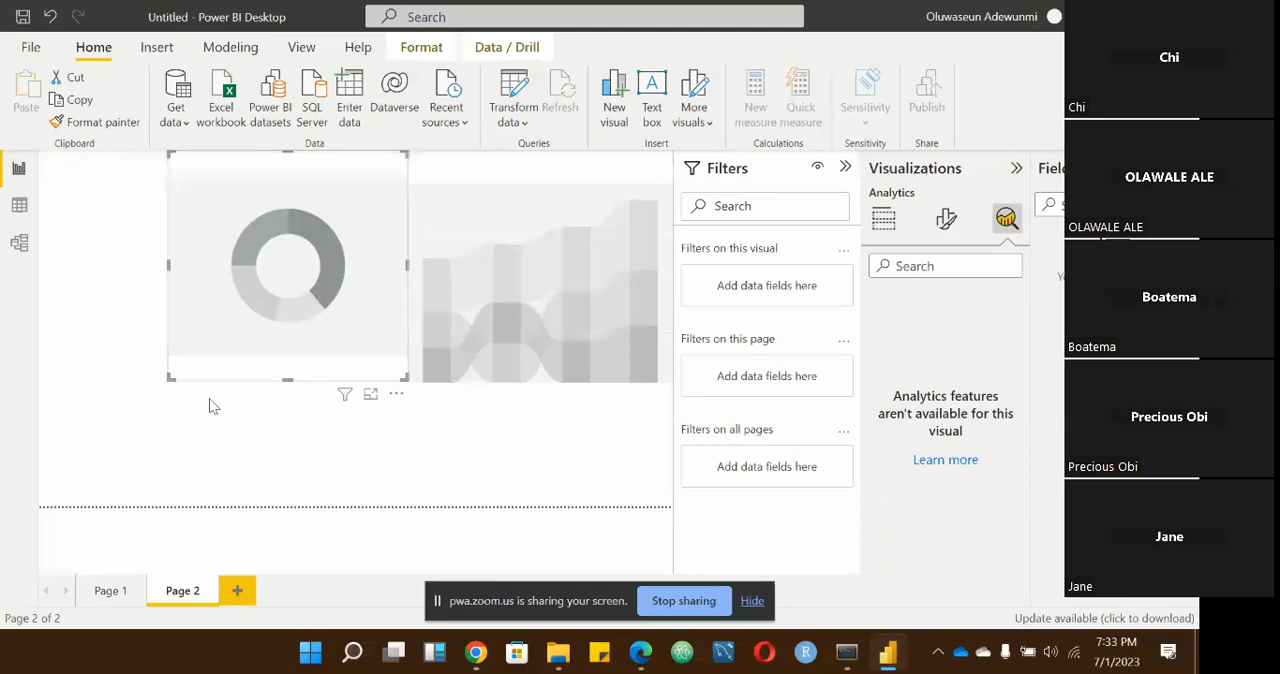 Untitled - Power BI Desktop
Search
Oluwaseun Adewunmi
File Home Insert Modeling View Help Format Data / Drill
Paste
Cut
Copy
Format painter
Clipboard
Get data
Excel workbook
Power BI datasets
SQL Server
Enter data
Dataverse
Recent sources
Data
Transform data
Refresh
Queries
New visual
Text box
More visuals
Insert
New measure
Quick measure
Calculations
Sensitivity
Sensitivity
Publish
Share
Filters
Search
Filters on this visual
...
Add data fields here
Filters on this page
...
Add data fields here
Filters on all pages
...
Add data fields here
Visualizations
Analytics
Search
Analytics features
aren't available for this
visual
Learn more
Chi
Chi
OLAWALE ALE
OLAWALE ALE
Boatema
Boatema
Precious Obi
Precious Obi
Jane
Jane
Page 1
Page 2
+
pwa.zoom.us is sharing your screen.
Stop sharing
Hide
Page 2 of 2
Update available (click to download)
R
7:33 PM
7/1/2023